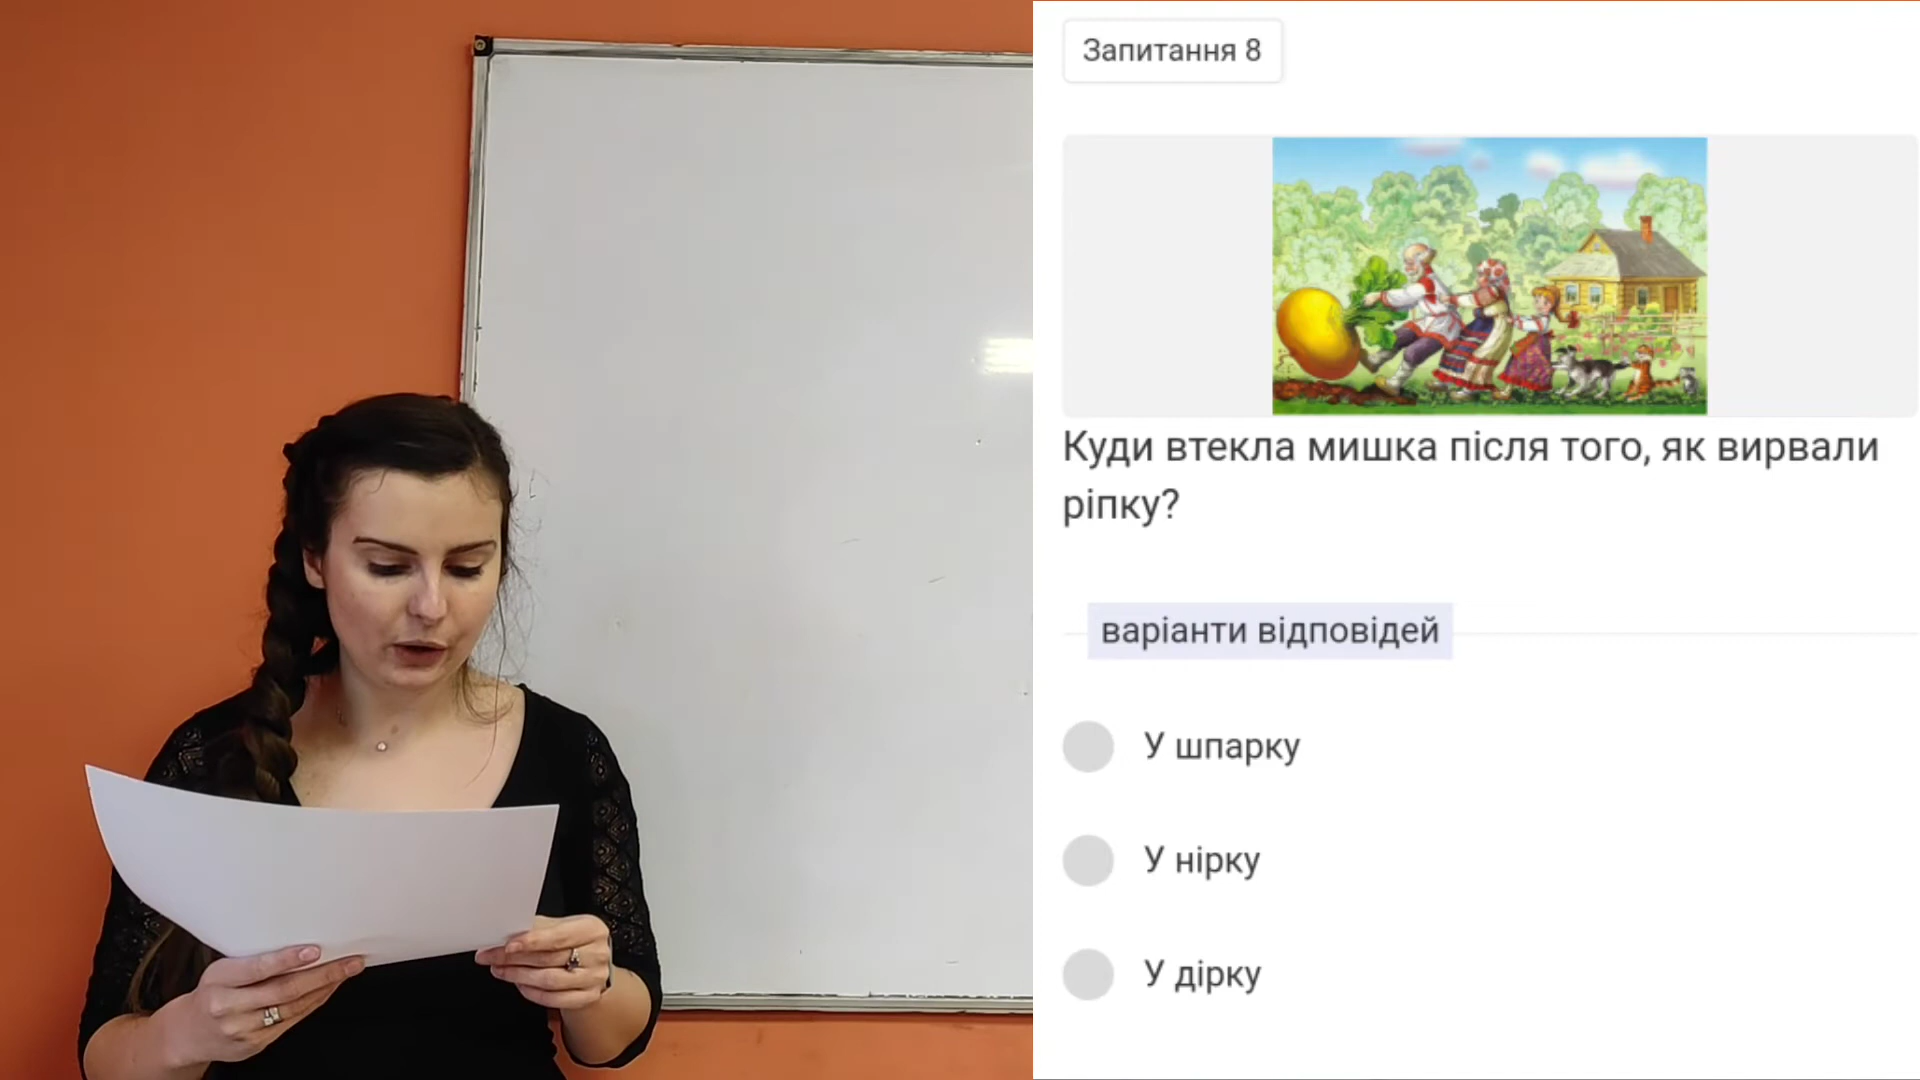 Запитання 8
Куди втекла мишка після того, як вирвали
ріпку?
варіанти відповідей
У шпарку
У нірку
У дірку